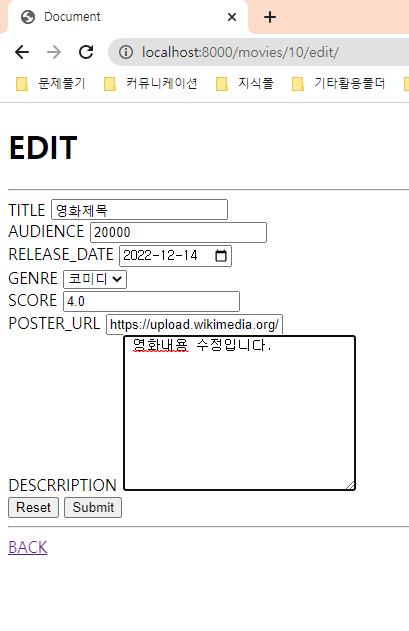 Document
localhost:8000/movies/10/edit/
문제풀기 커뮤니케이션 지식폴 기타활용폴더
EDIT
TITLE 영화제목
AUDIENCE 20000
RELEASE_DATE 2022-12-14
GENRE 코미디
SCORE 4.0
POSTER_URL https://upload.wikimedia.org/
영화내용 수정입니다.
DESCRRIPTION
Reset Submit
BACK